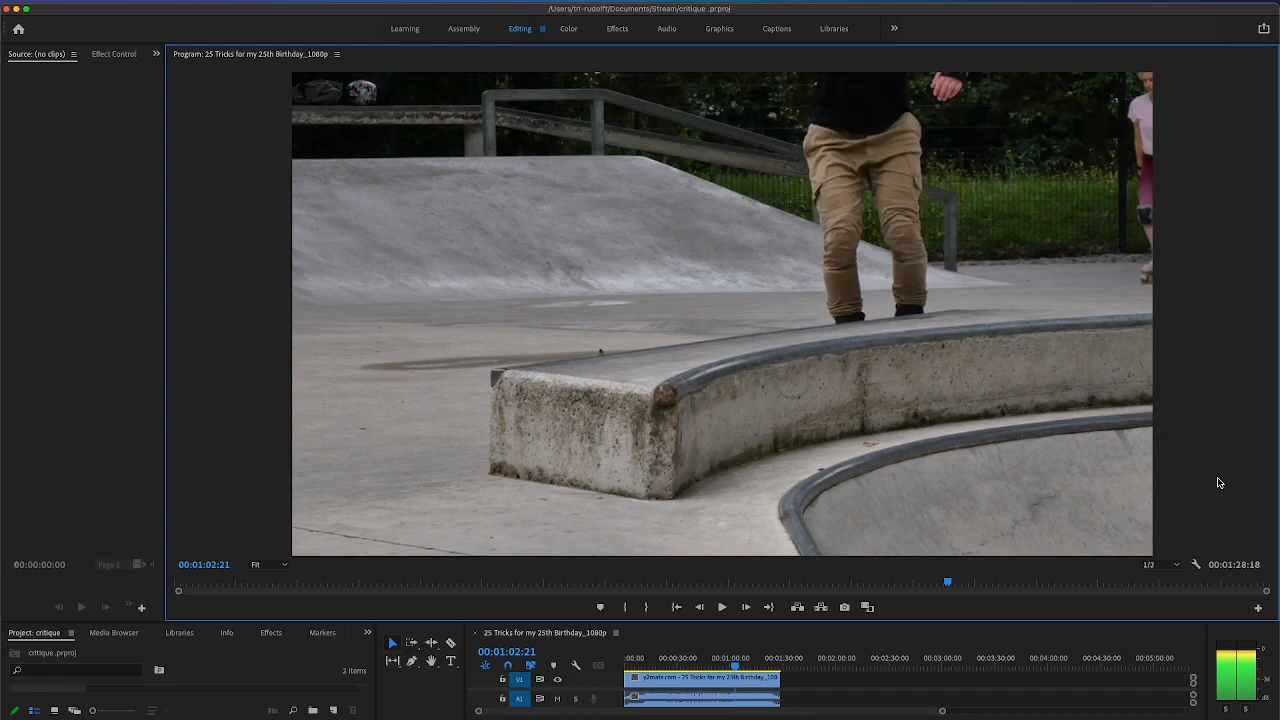 /Users/tri-rudolft/Documents/Stream/critique .prproj
Learning Assembly Editing Color Effects Audio Graphics Captions Libraries
Source: (no clips) Effect Control
Program: 25 Tricks for my 25th Birthday_1080p
00:00:00:00 Page 1
00:01:02:21 Fit 1/2 00:01:28:18
Project: critique Media Browser Libraries Info Effects Markers
critique .prproj
2 Items
25 Tricks for my 25th Birthday_1080p
00:01:02:21
:00:00 00:00:30:00 00:01:00:00 00:01:30:00 00:02:00:00 00:02:30:00 00:03:00:00 00:03:30:00 00:04:00:00 00:04:30:00 00:05:00:00
V1 y2mate.com - 25 Tricks for my 25th Birthday_108
A1 M S
0
-36
dB
S S